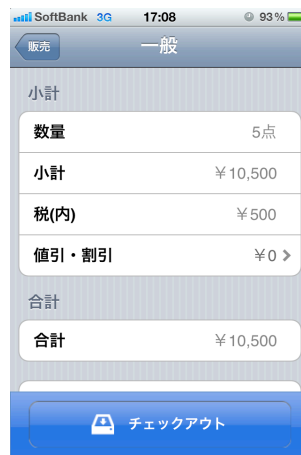 SoftBank 3G 17:08 93%
販売 一般
小計
数量 5点
小計 ¥10,500
税(内) ¥500
値引・割引 ¥0
合計
合計 ¥10,500
チェックアウト